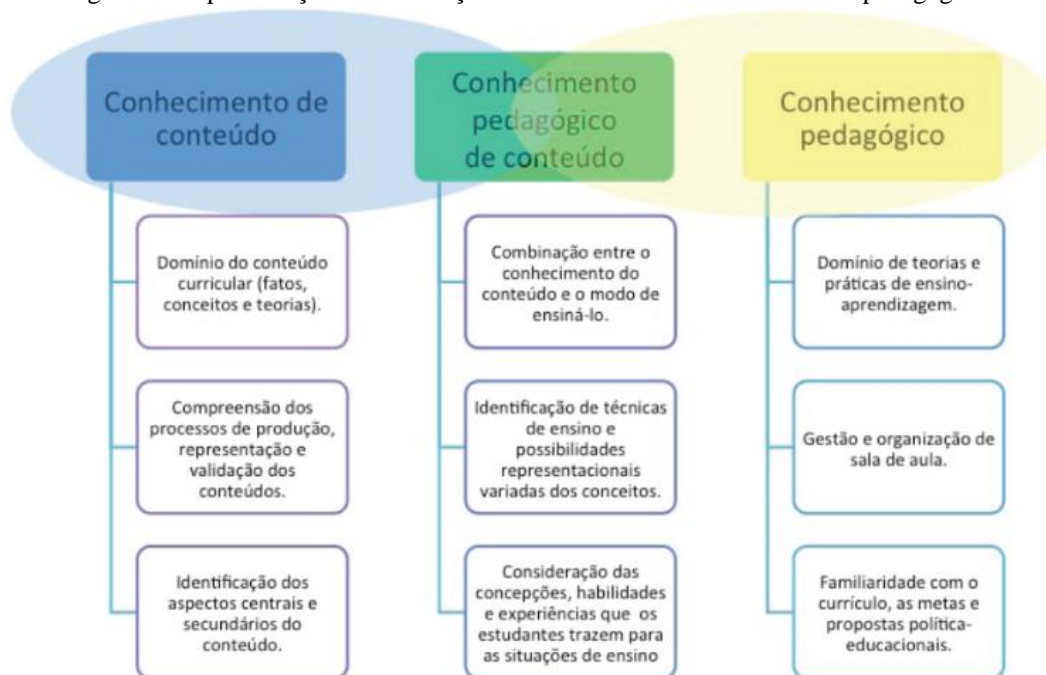 Conhecimento de
conteúdo
Conhecimento
pedagógico
de conteúdo
Conhecimento
pedagógico
Domínio do conteúdo
curricular (fatos,
conceitos e teorias).
Combinação entre o
conhecimento do
conteúdo e o modo de
ensiná-lo.
Domínio de teorias e
práticas de ensino-
aprendizagem.
Compreensão dos
processos de produção,
representação e
validação dos
conteúdos.
Identificação de técnicas
de ensino e
possibilidades
representacionais
variadas dos conceitos.
Gestão e organização de
sala de aula.
Identificação dos
aspectos centrais e
secundários do
conteúdo.
Consideração das
concepções, habilidades
e experiências que os
estudantes trazem para
as situações de ensino
Familiaridade com o
currículo, as metas e
propostas política-
educacionais.